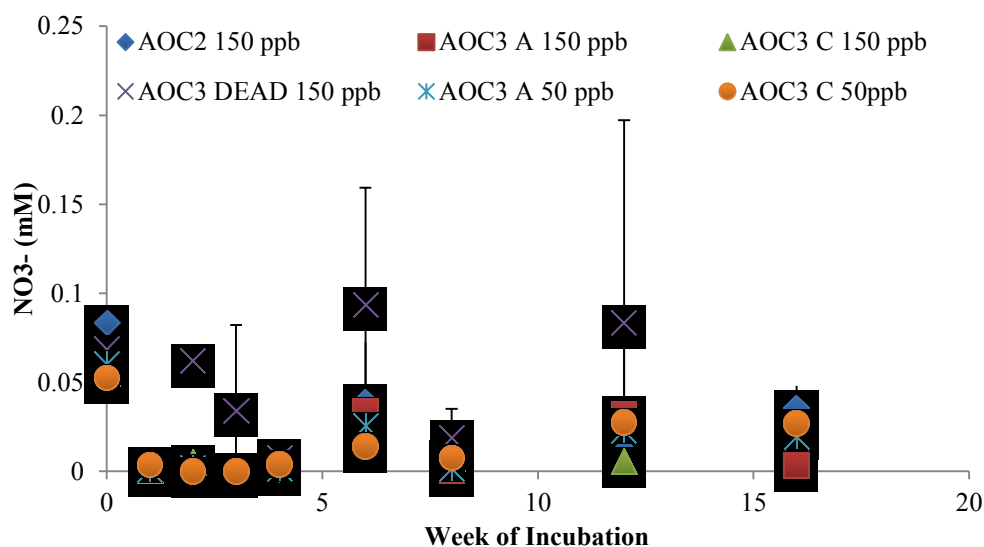 0.25
AOC2 150 ppb AOC3 A 150 ppb AOC3 C 150 ppb
AOC3 DEAD 150 ppb AOC3 A 50 ppb AOC3 C 50ppb
0.2
0.15
0.1
0.05
0
NO3- (mM)
0 5 10 15 20
Week of Incubation